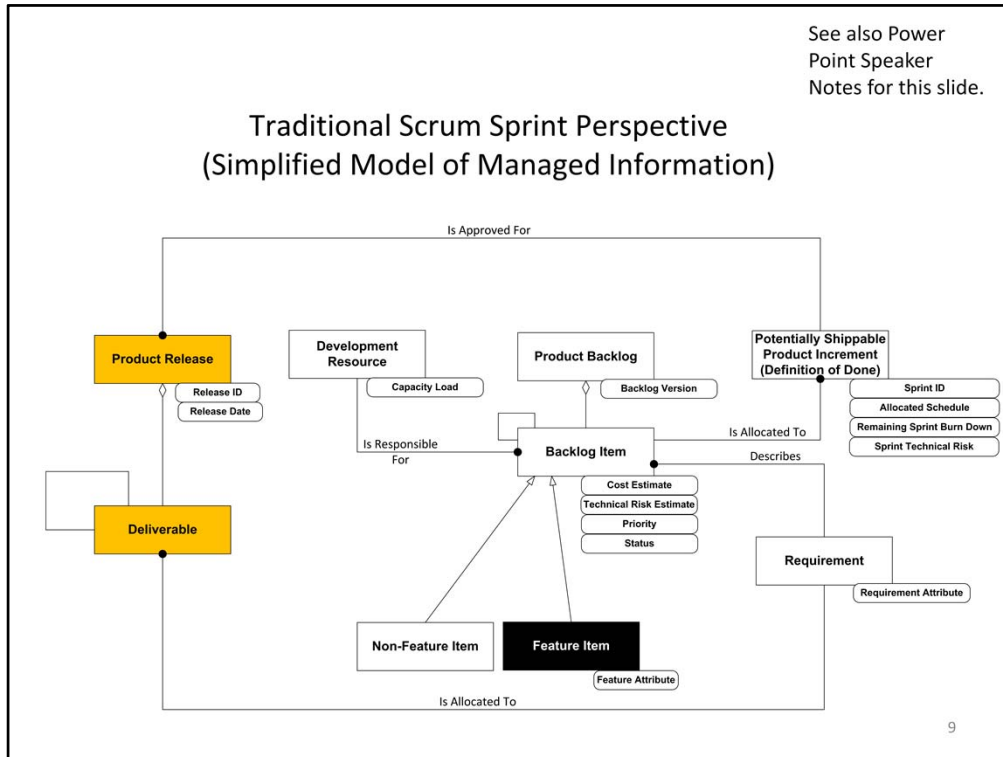 See also Power
Point Speaker
Notes for this slide.
Traditional Scrum Sprint Perspective
(Simplified Model of Managed Information)
Is Approved For
Product Release
Release ID
Release Date
Development
Resource
Capacity Load
Product Backlog
Backlog Version
Potentially Shippable
Product Increment
(Definition of Done)
Sprint ID
Allocated Schedule
Remaining Sprint Burn Down
Sprint Technical Risk
Is Responsible
For
Backlog Item
Is Allocated To
Describes
Cost Estimate
Technical Risk Estimate
Priority
Status
Deliverable
Requirement
Requirement Attribute
Non-Feature Item
Feature Item
Feature Attribute
Is Allocated To
9